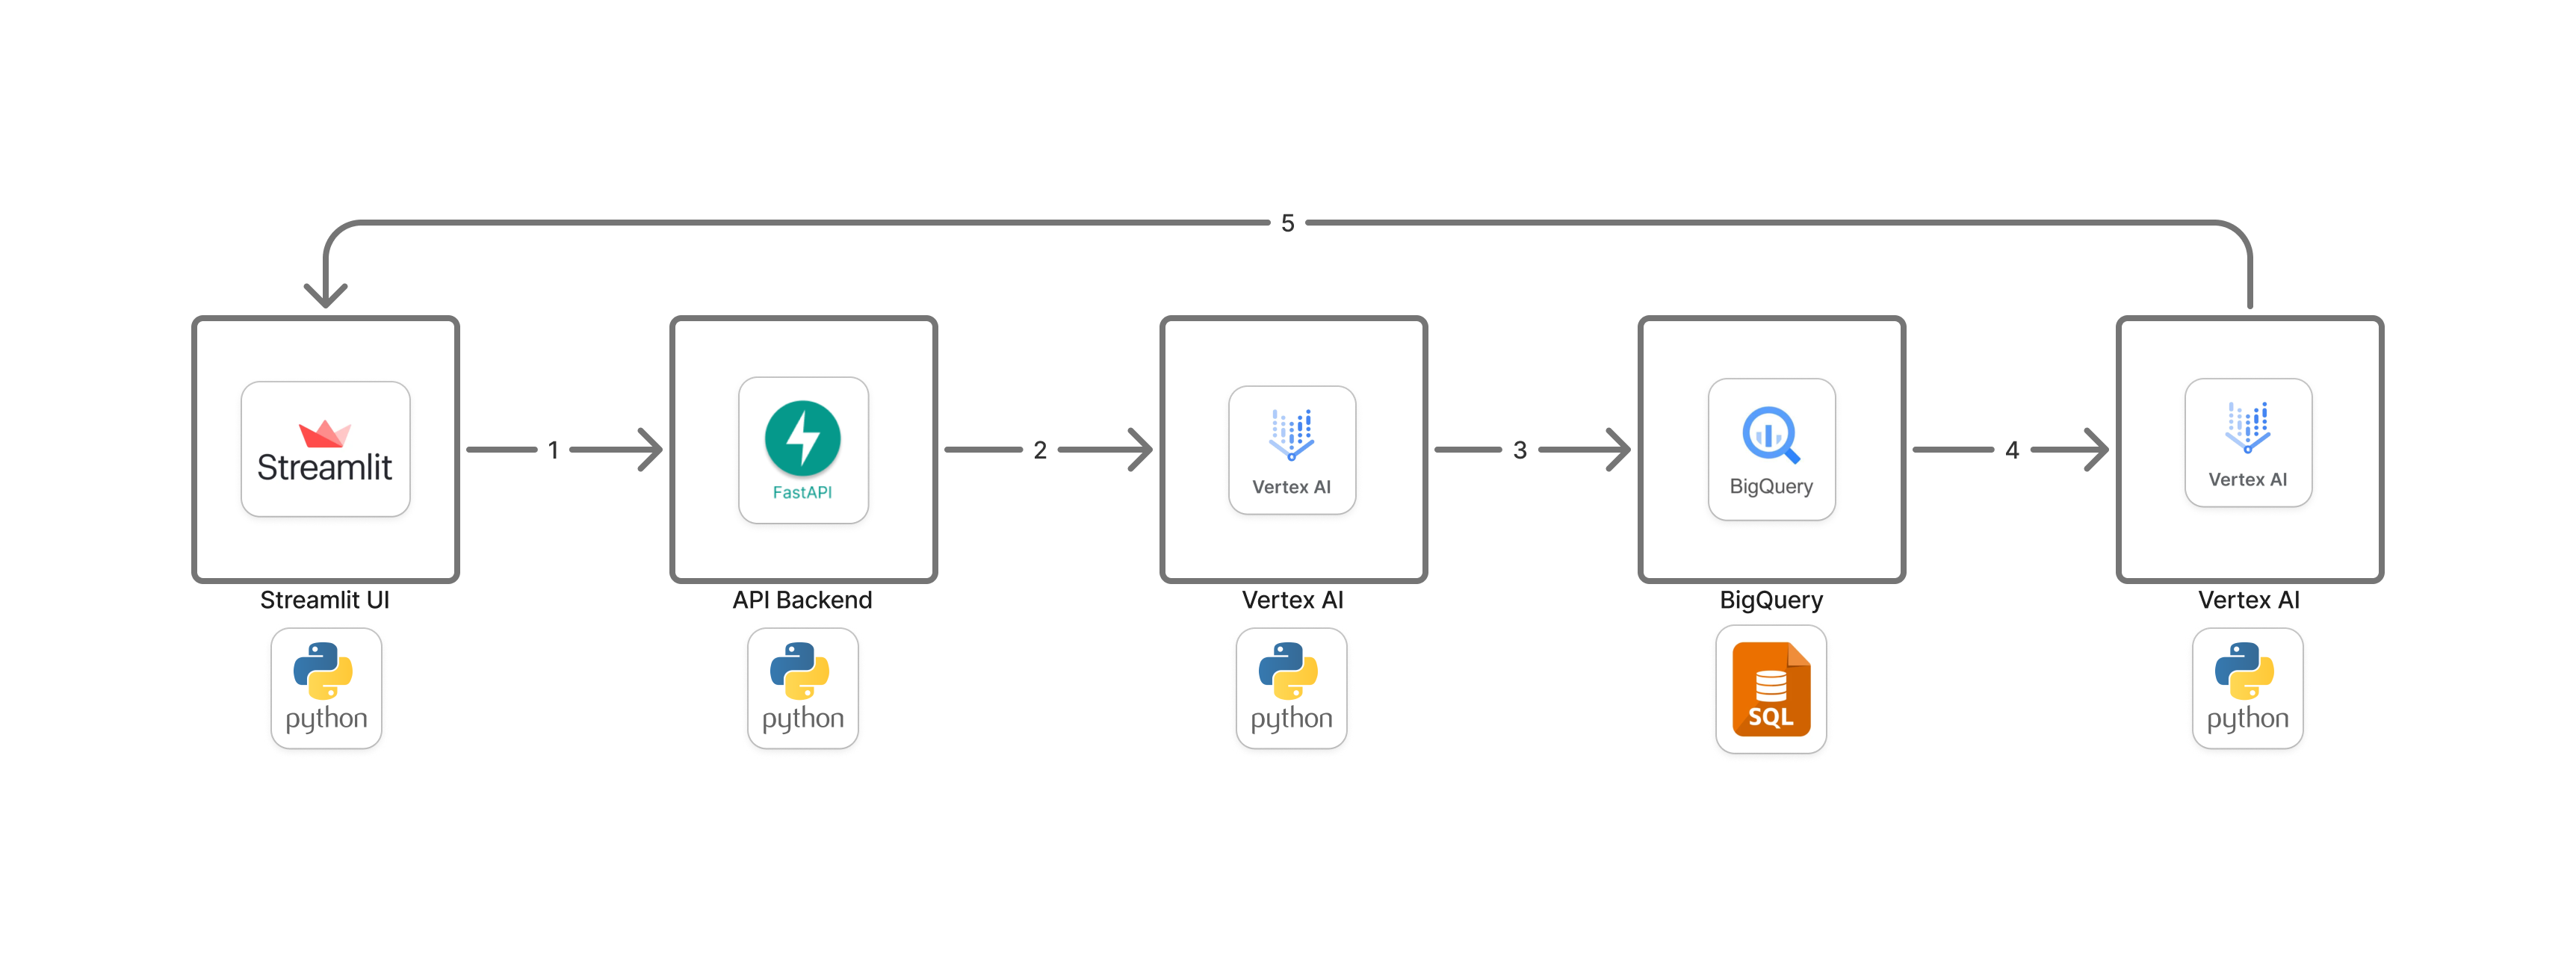 5
Streamlit
1
FastAPI
2
Vertex AI
3
BigQuery
4
Vertex AI
Streamlit UI
API Backend
Vertex AI
BigQuery
Vertex AI
python
python
python
SQL
python